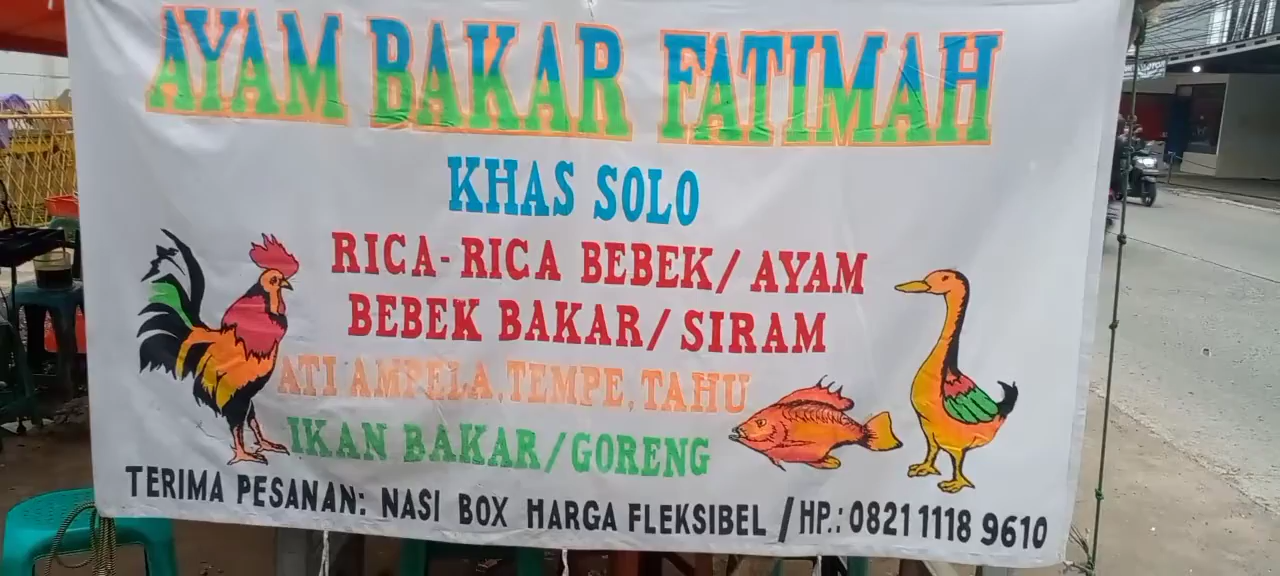 AYAM BAKAR FATIMAH
KHAS SOLO
RICA-RICA BEBEK/AYAM
BEBEK BAKAR/SIRAM
ATI AMPELA, TEMPE, TAHU
IKAN BAKAR/GORENG
TERIMA PESANAN: NASI BOX HARGA FLEKSIBEL / HP.: 0821 1118 9610